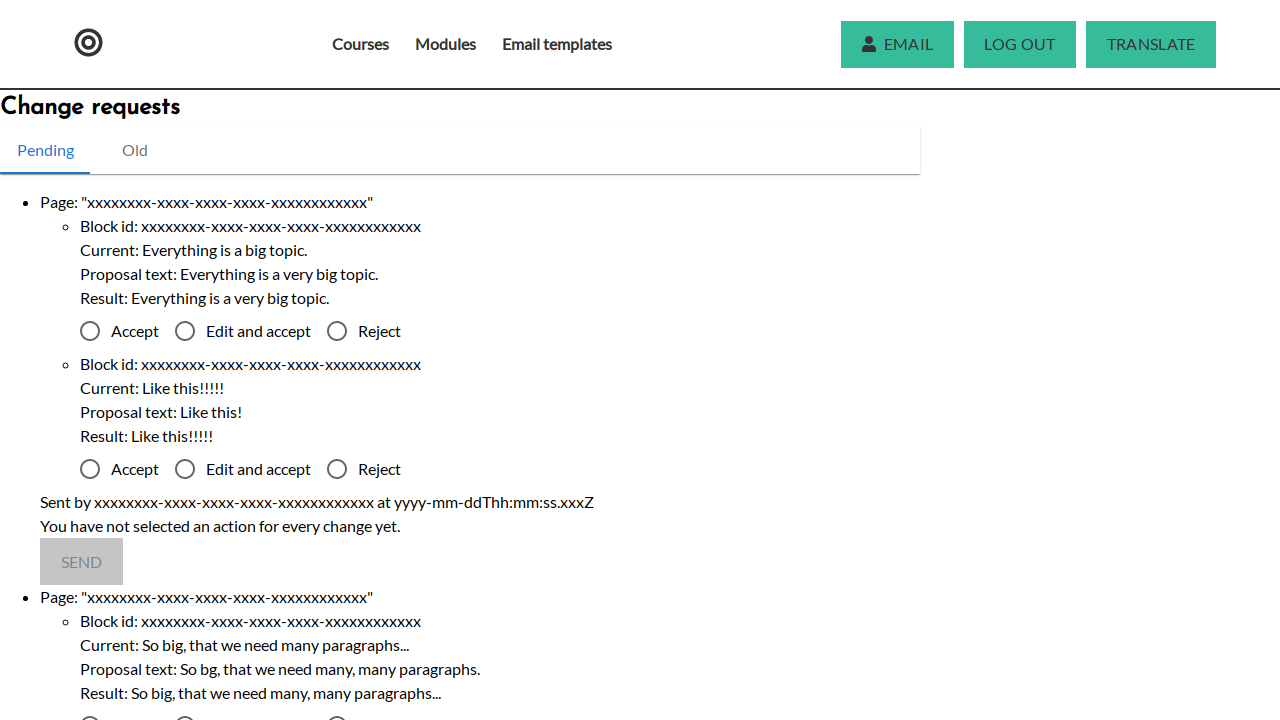 Courses Modules Email templates EMAIL LOG OUT TRANSLATE
Change requests
Pending Old
Page: "xxxxxxxx-xxxx-xxxx-xxxx-xxxxxxxxxxxx"
Block id: xxxxxxxx-xxxx-xxxx-xxxx-xxxxxxxxxxxx
Current: Everything is a big topic.
Proposal text: Everything is a very big topic.
Result: Everything is a very big topic.
Accept Edit and accept Reject
Block id: xxxxxxxx-xxxx-xxxx-xxxx-xxxxxxxxxxxx
Current: Like this!!!!!
Proposal text: Like this!
Result: Like this!!!!!
Accept Edit and accept Reject
Sent by xxxxxxxx-xxxx-xxxx-xxxx-xxxxxxxxxxxx at yyyy-mm-ddThh:mm:ss.xxxZ
You have not selected an action for every change yet.
SEND
Page: "xxxxxxxx-xxxx-xxxx-xxxx-xxxxxxxxxxxx"
Block id: xxxxxxxx-xxxx-xxxx-xxxx-xxxxxxxxxxxx
Current: So big, that we need many paragraphs...
Proposal text: So bg, that we need many, many paragraphs.
Result: So big, that we need many, many paragraphs...